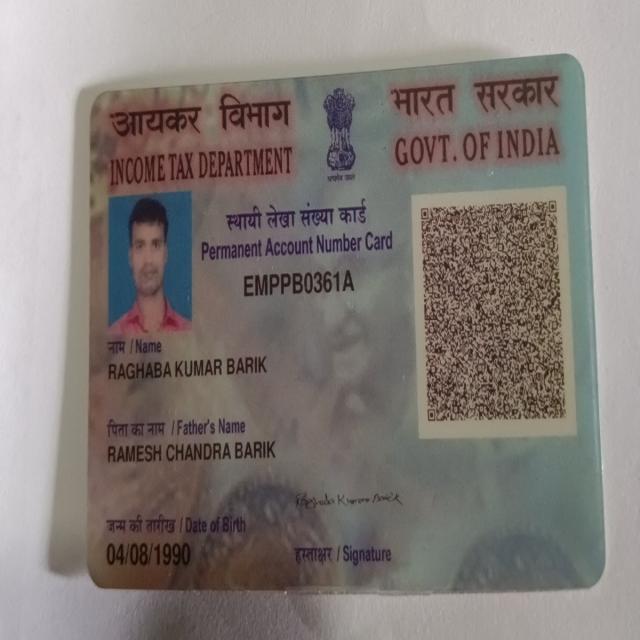 आयकर विभाग
INCOME TAX DEPARTMENT
भारत सरकार
GOVT. OF INDIA
सत्यमेव जयते
स्थायी लेखा संख्या कार्ड
Permanent Account Number Card
EMPPB0361A
नाम / Name
RAGHABA KUMAR BARIK
पिता का नाम / Father's Name
RAMESH CHANDRA BARIK
Raghaba Kumar Barik
जन्म की तारीख / Date of Birth
04/08/1990
हस्ताक्षर / Signature